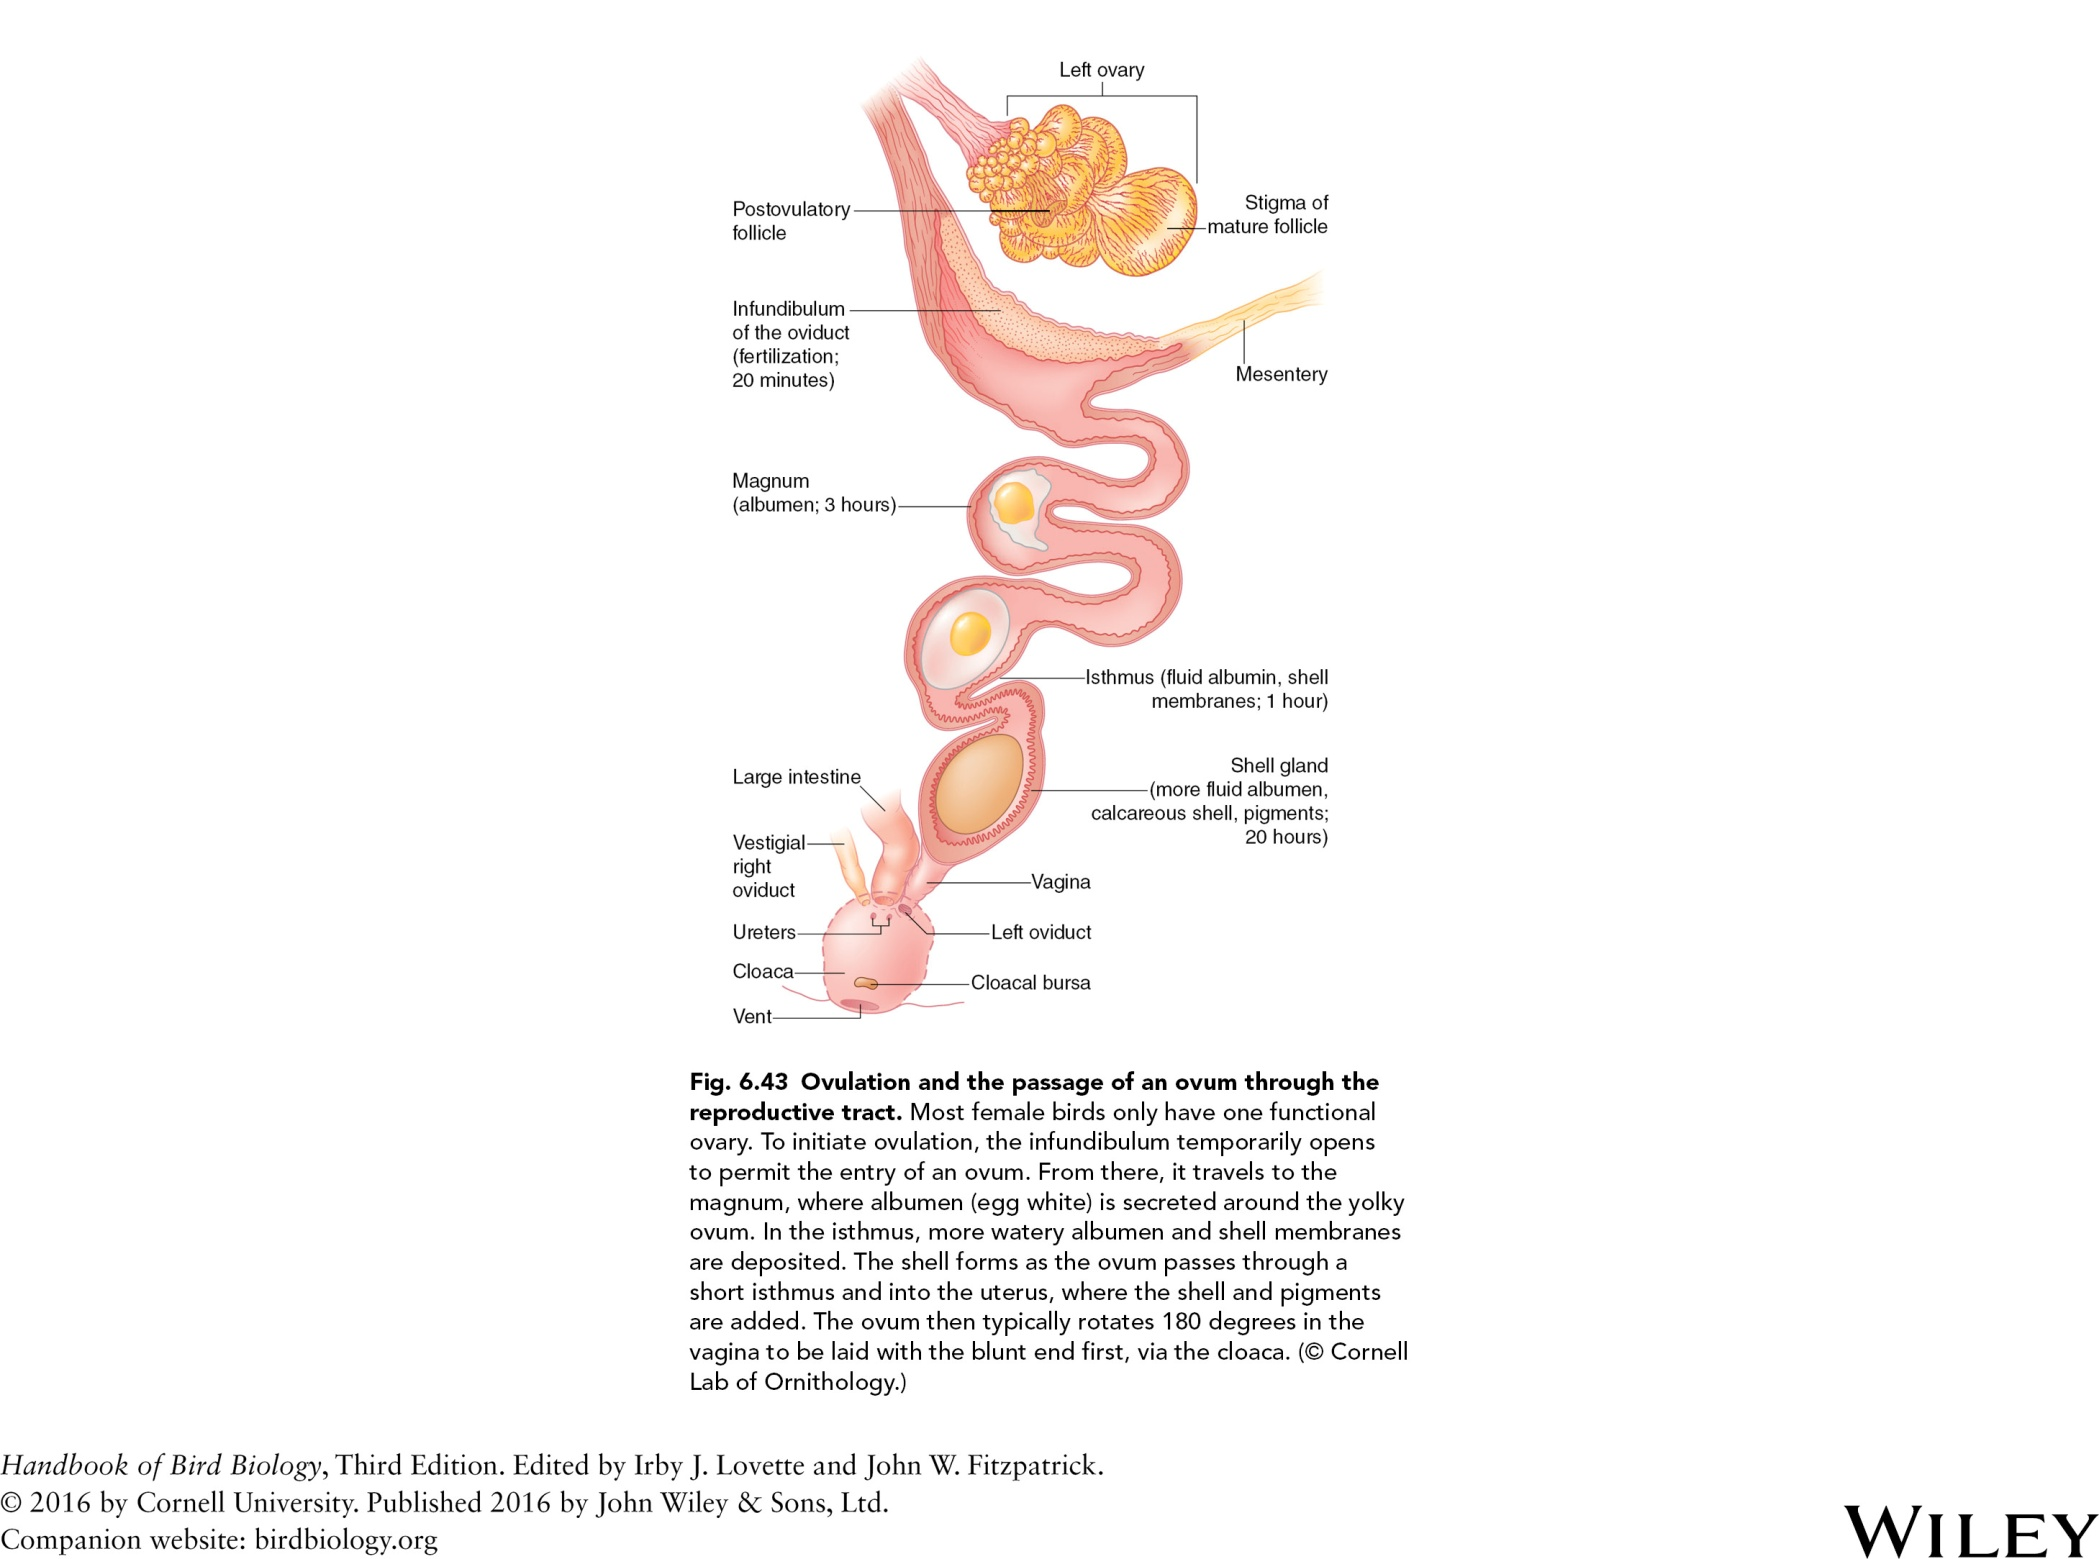 Left ovary
Postovulatory
follicle
Stigma of
mature follicle
Infundibulum
of the oviduct
(fertilization;
20 minutes)
Mesentery
Magnum
(albumen; 3 hours)
Isthmus (fluid albumin, shell
membranes; 1 hour)
Large intestine
Shell gland
(more fluid albumen,
calcareous shell, pigments;
20 hours)
Vestigial
right
oviduct
Vagina
Ureters
Left oviduct
Cloaca
Cloacal bursa
Vent
Fig. 6.43 Ovulation and the passage of an ovum through the
reproductive tract. Most female birds only have one functional
ovary. To initiate ovulation, the infundibulum temporarily opens
to permit the entry of an ovum. From there, it travels to the
magnum, where albumen (egg white) is secreted around the yolky
ovum. In the isthmus, more watery albumen and shell membranes
are deposited. The shell forms as the ovum passes through a
short isthmus and into the uterus, where the shell and pigments
are added. The ovum then typically rotates 180 degrees in the
vagina to be laid with the blunt end first, via the cloaca. (© Cornell
Lab of Ornithology.)
Handbook of Bird Biology, Third Edition. Edited by Irby J. Lovette and John W. Fitzpatrick.
© 2016 by Cornell University. Published 2016 by John Wiley & Sons, Ltd.
Companion website: birdbiology.org
WILEY